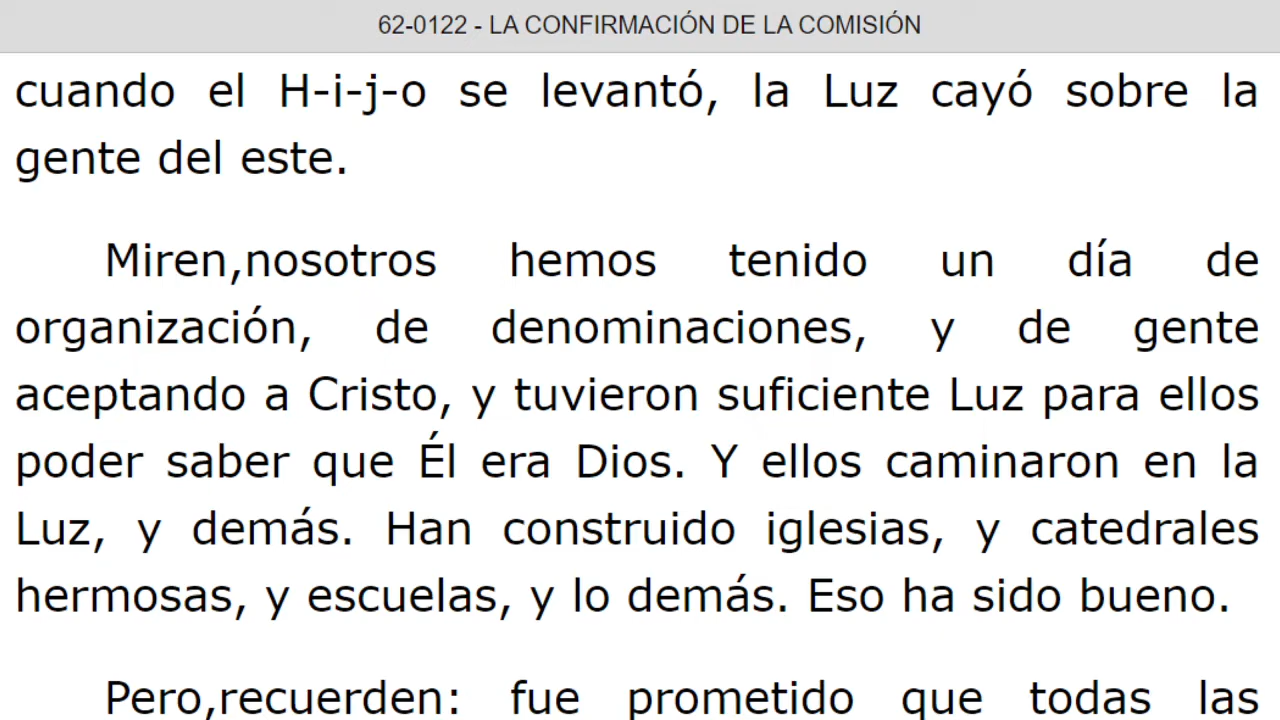 62-0122 - LA CONFIRMACIÓN DE LA COMISIÓN
cuando el H-i-j-o se levantó, la Luz cayó sobre la
gente del este.
Miren,nosotros hemos tenido un día de
organización, de denominaciones, y de gente
aceptando a Cristo, y tuvieron suficiente Luz para ellos
poder saber que Él era Dios. Y ellos caminaron en la
Luz, y demás. Han construido iglesias, y catedrales
hermosas, y escuelas, y lo demás. Eso ha sido bueno.
Pero,recuerden: fue prometido que todas las